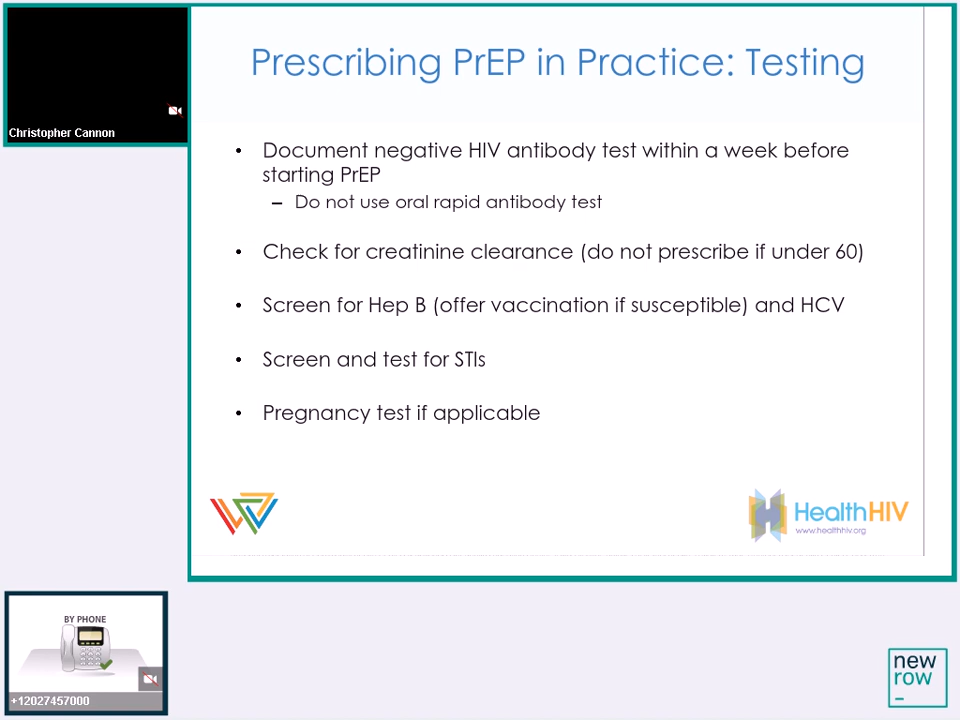 Christopher Cannon
Prescribing PrEP in Practice: Testing
• Document negative HIV antibody test within a week before
starting PrEP
– Do not use oral rapid antibody test
• Check for creatinine clearance (do not prescribe if under 60)
• Screen for Hep B (offer vaccination if susceptible) and HCV
• Screen and test for STIs
• Pregnancy test if applicable
HealthHIV
www.healthhiv.org
BY PHONE
+12027457000
new
row